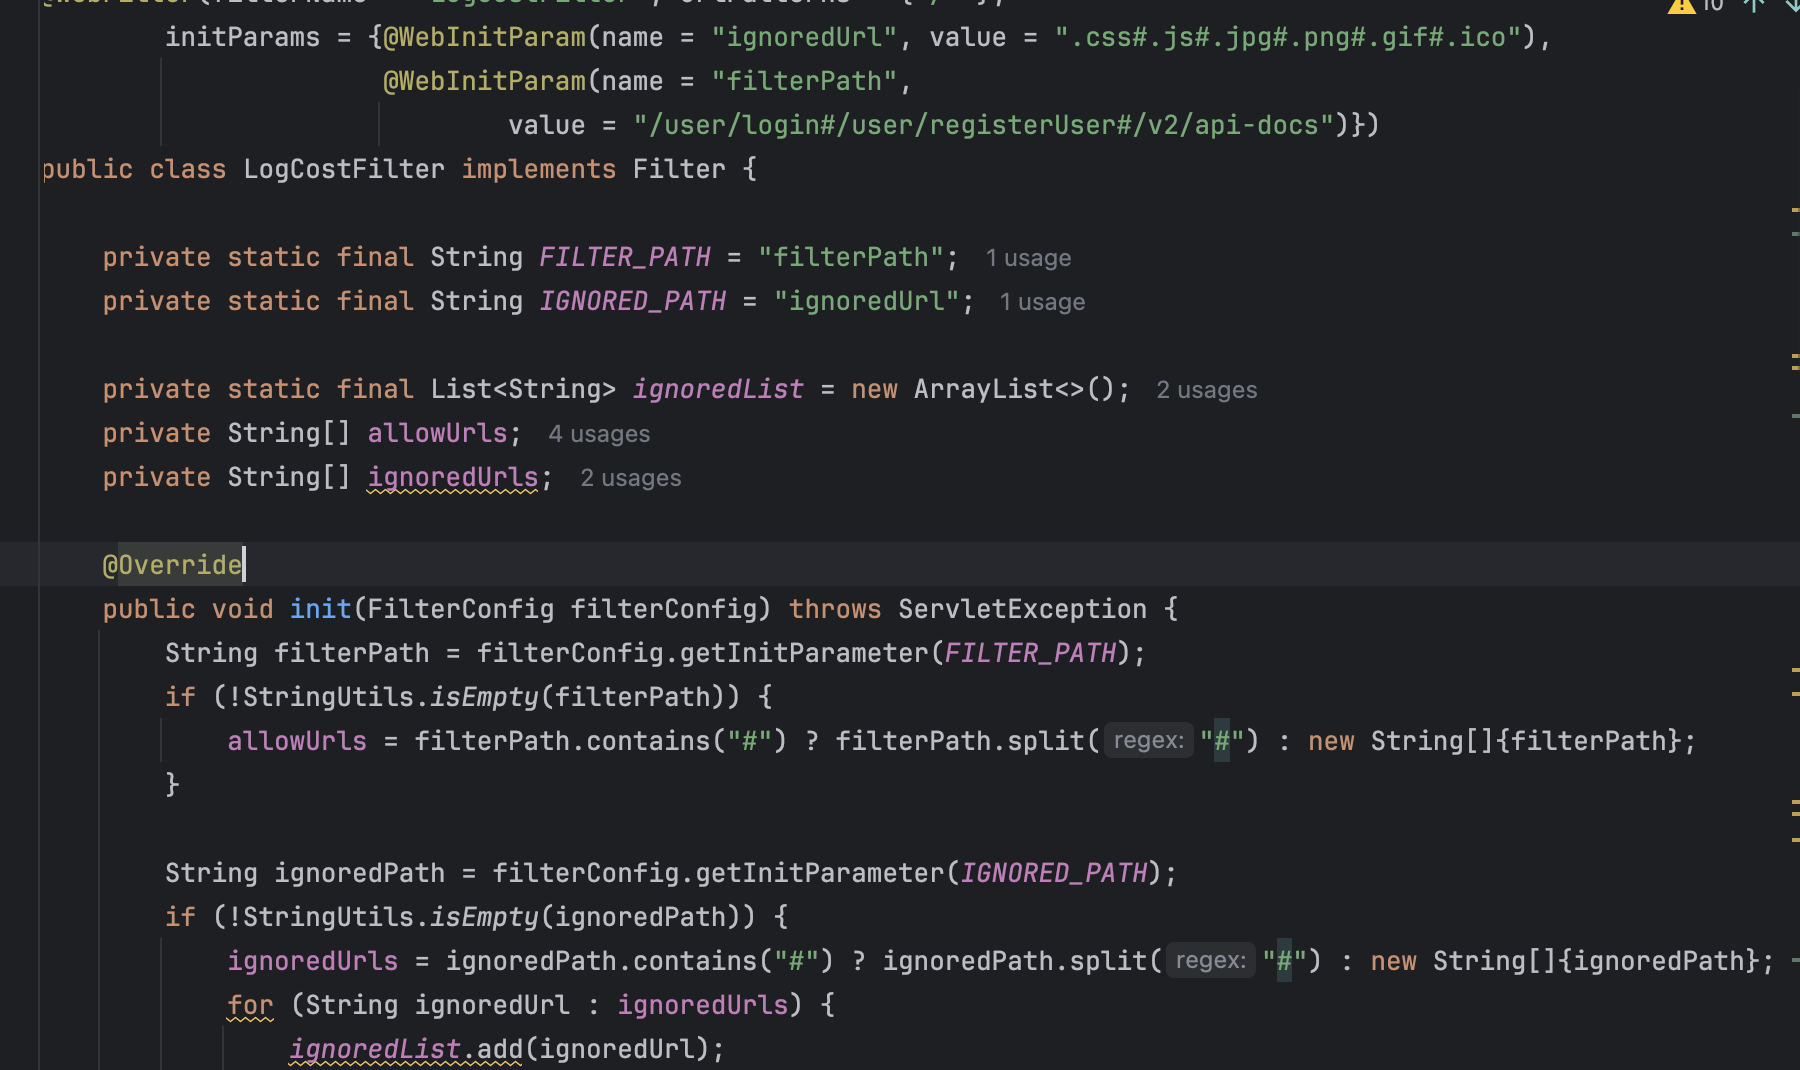 initParams = {@WebInitParam(name = "ignoredUrl", value = ".css#.js#.jpg#.png#.gif#.ico"),
@WebInitParam(name = "filterPath",
value = "/user/login#/user/registerUser#/v2/api-docs")})
public class LogCostFilter implements Filter {
private static final String FILTER_PATH = "filterPath"; 1 usage
private static final String IGNORED_PATH = "ignoredUrl"; 1 usage
private static final List<String> ignoredList = new ArrayList<>(); 2 usages
private String[] allowUrls; 4 usages
private String[] ignoredUrls; 2 usages
@Override
public void init(FilterConfig filterConfig) throws ServletException {
String filterPath = filterConfig.getInitParameter(FILTER_PATH);
if (!StringUtils.isEmpty(filterPath)) {
allowUrls = filterPath.contains("#") ? filterPath.split( regex: "#") : new String[]{filterPath};
}
String ignoredPath = filterConfig.getInitParameter(IGNORED_PATH);
if (!StringUtils.isEmpty(ignoredPath)) {
ignoredUrls = ignoredPath.contains("#") ? ignoredPath.split( regex: "#") : new String[]{ignoredPath};
for (String ignoredUrl : ignoredUrls) {
ignoredList.add(ignoredUrl);